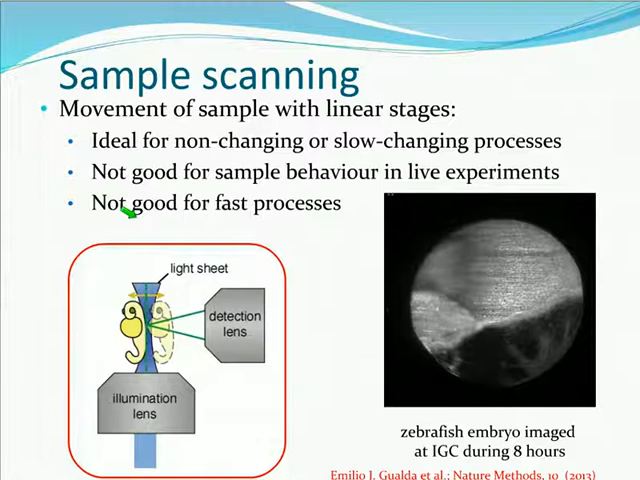 Sample scanning
• Movement of sample with linear stages:
• Ideal for non-changing or slow-changing processes
• Not good for sample behaviour in live experiments
• Not good for fast processes
light sheet
detection
lens
illumination
lens
zebrafish embryo imaged
at IGC during 8 hours
Emilio J. Gualda et al.; Nature Methods, 10 (2013)